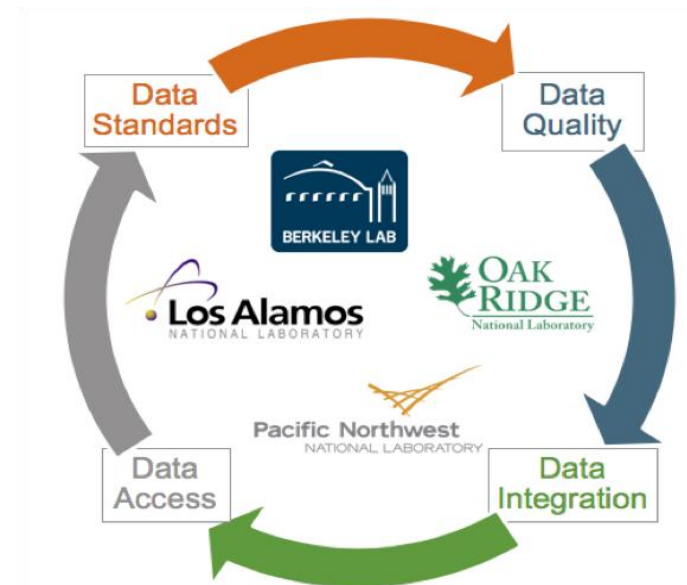 Data
Standards
Data
Quality
BERKELEY LAB
Los Alamos
NATIONAL LABORATORY
OAK
RIDGE
National Laboratory
Pacific Northwest
NATIONAL LABORATORY
Data
Access
Data
Integration